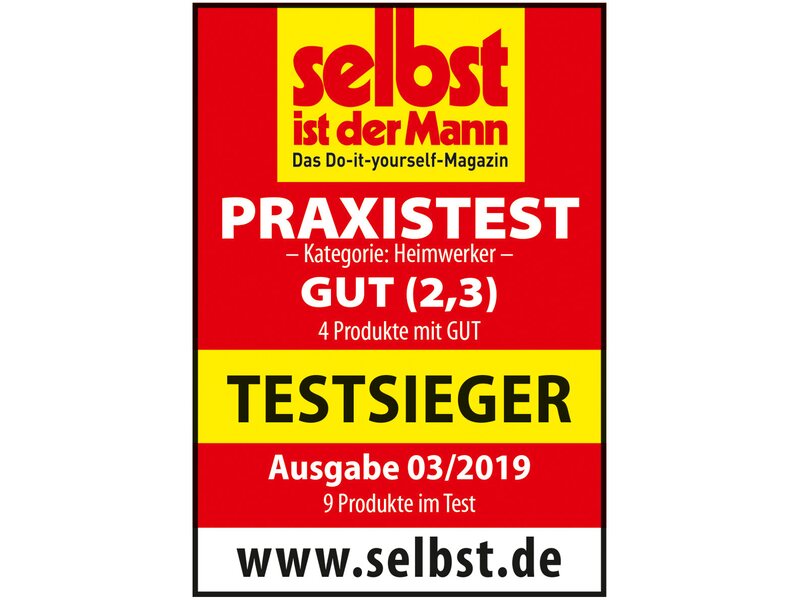 selbst
ist der Mann
Das Do-it-yourself-Magazin
PRAXISTEST
– Kategorie: Heimwerker –
GUT (2,3)
4 Produkte mit GUT
TESTSIEGER
Ausgabe 03/2019
9 Produkte im Test
www.selbst.de